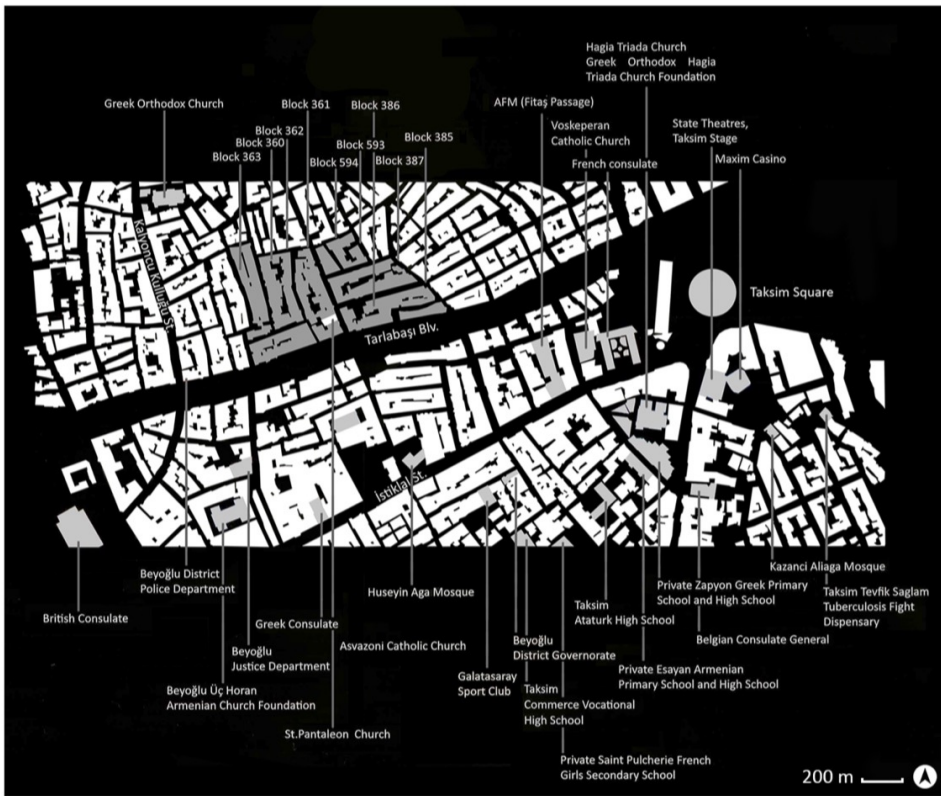 Hagia Triada Church
Greek Orthodox Hagia
Triada Church Foundation
Greek Orthodox Church
Block 361
Block 386
AFM (Fitaş Passage)
State Theatres,
Taksim Stage
Voskeperan
Catholic Church
Block 362
Block 360
Block 363
Block 593
Block 385
Block 594
Block 387
French consulate
Maxim Casino
Kalyoncu Kulluğu St.
Taksim Square
Tarlabaşı Blv.
İstiklal St.
Beyoğlu District
Police Department
British Consulate
Greek Consulate
Huseyin Aga Mosque
Asvazoni Catholic Church
Beyoğlu
Justice Department
Beyoğlu Üç Horan
Armenian Church Foundation
St.Pantaleon Church
Galatasaray
Sport Club
Beyoğlu
District Governorate
Taksim
Commerce Vocational
High School
Private Saint Pulcherie French
Girls Secondary School
Taksim
Ataturk High School
Private Esayan Armenian
Primary School and High School
Private Zapyon Greek Primary
School and High School
Belgian Consulate General
Kazanci Aliaga Mosque
Taksim Tevfik Saglam
Tuberculosis Fight
Dispensary
200 m